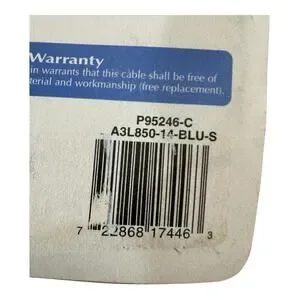 Warranty
in warrants that this cable shall be free of
terial and workmanship (free replacement).
P95246-C
A3L850-14-BLU-S
7 22868 17446 3